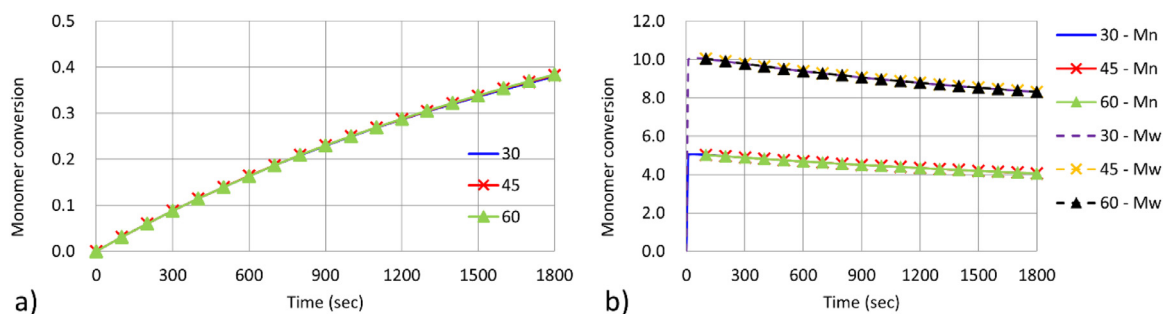 0.5
0.4
0.3
0.2
0.1
0.0
Monomer conversion
0 300 600 900 1200 1500 1800
Time (sec)
30
45
60
a)
12.0
10.0
8.0
6.0
4.0
2.0
0.0
Monomer conversion
0 300 600 900 1200 1500 1800
Time (sec)
30 - Mn
45 - Mn
60 - Mn
30 - Mw
45 - Mw
60 - Mw
b)